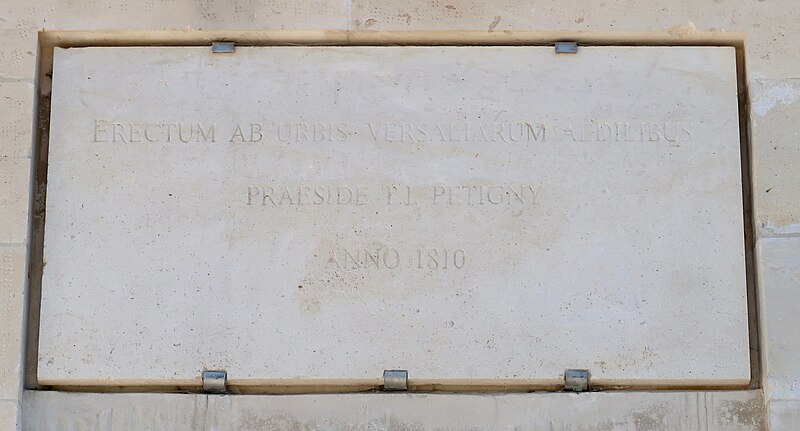 ERECTUM AB URBIS VERSALIARUM AEDILIBUS
PRAESIDE P.J. PETIGNY
ANNO 1810